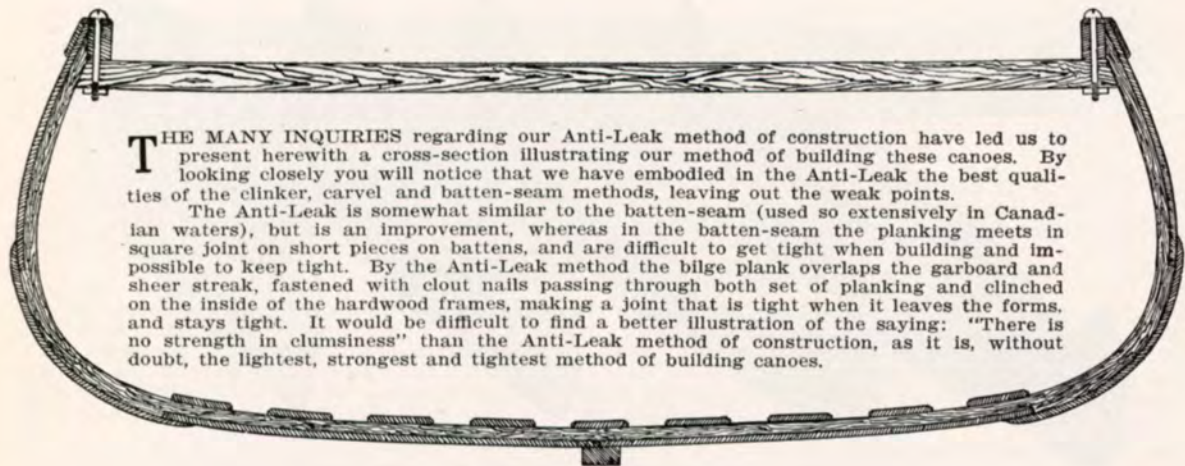 THE MANY INQUIRIES regarding our Anti-Leak method of construction have led us to
present herewith a cross-section illustrating our method of building these canoes. By
looking closely you will notice that we have embodied in the Anti-Leak the best quali-
ties of the clinker, carvel and batten-seam methods, leaving out the weak points.
The Anti-Leak is somewhat similar to the batten-seam (used so extensively in Canad-
ian waters), but is an improvement, whereas in the batten-seam the planking meets in
square joint on short pieces on battens, and are difficult to get tight when building and im-
possible to keep tight. By the Anti-Leak method the bilge plank overlaps the garboard and
sheer streak, fastened with clout nails passing through both set of planking and clinched
on the inside of the hardwood frames, making a joint that is tight when it leaves the forms,
and stays tight. It would be difficult to find a better illustration of the saying: "There is
no strength in clumsiness" than the Anti-Leak method of construction, as it is, without
doubt, the lightest, strongest and tightest method of building canoes.